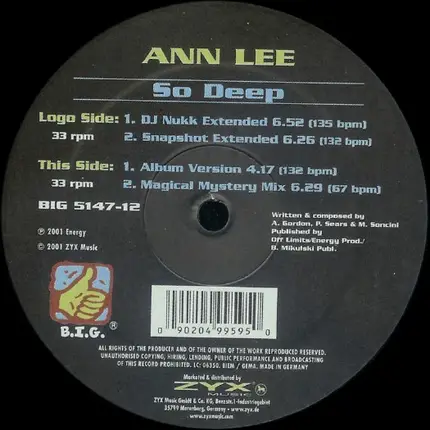 ANN LEE
So Deep
Logo Side: 1. DJ Nukk Extended 6.52 (135 bpm)
33 rpm 2. Snapshot Extended 6.26 (132 bpm)
This Side: 1. Album Version 4.17 (132 bpm)
33 rpm 2. Magical Mystery Mix 6.29 (67 bpm)
BIG 5147-12
Written & composed by
A. Gordon, P. Sears & M. Soncini
Published by
Off Limits/Energy Prod./
B. Mikulski Publ.
℗ 2001 Energy
© 2001 ZYX Music
B.I.G. ®
0 90204 99595 0
ALL RIGHTS OF THE PRODUCER AND OF THE OWNER OF THE WORK REPRODUCED RESERVED.
UNAUTHORISED COPYING, HIRING, LENDING, PUBLIC PERFORMANCE AND BROADCASTING
OF THIS RECORD PROHIBITED. LC 06350. BIEM / GEMA. MADE IN GERMANY
Marketed & distributed by
ZYX
MUSIC
ZYX Music GmbH & Co. KG, Benzstr.-Industriegebiet
35799 Merenberg, Germany, www.zyx.de
www.zyxmusic.com